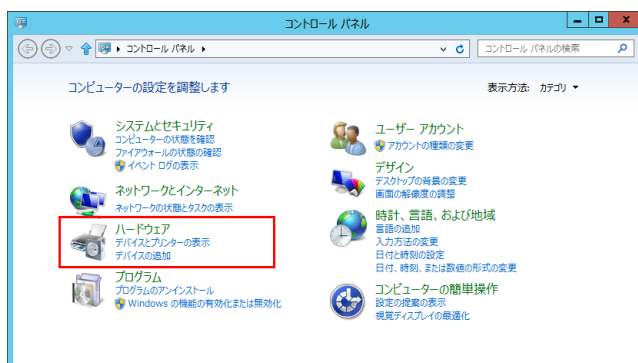 コントロール パネル
コントロール パネル
コントロール パネルの検索
コンピューターの設定を調整します
表示方法: カテゴリ
システムとセキュリティ
コンピューターの状態を確認
ファイアウォールの状態の確認
イベント ログの表示
ネットワークとインターネット
ネットワークの状態とタスクの表示
ハードウェア
デバイスとプリンターの表示
デバイスの追加
プログラム
プログラムのアンインストール
Windows の機能の有効化または無効化
ユーザー アカウント
アカウントの種類の変更
デザイン
デスクトップの背景の変更
画面の解像度の調整
時計、言語、および地域
言語の追加
入力方法の変更
日付と時刻の設定
日付、時刻、または数値の形式の変更
コンピューターの簡単操作
設定の提案の表示
視覚ディスプレイの最適化